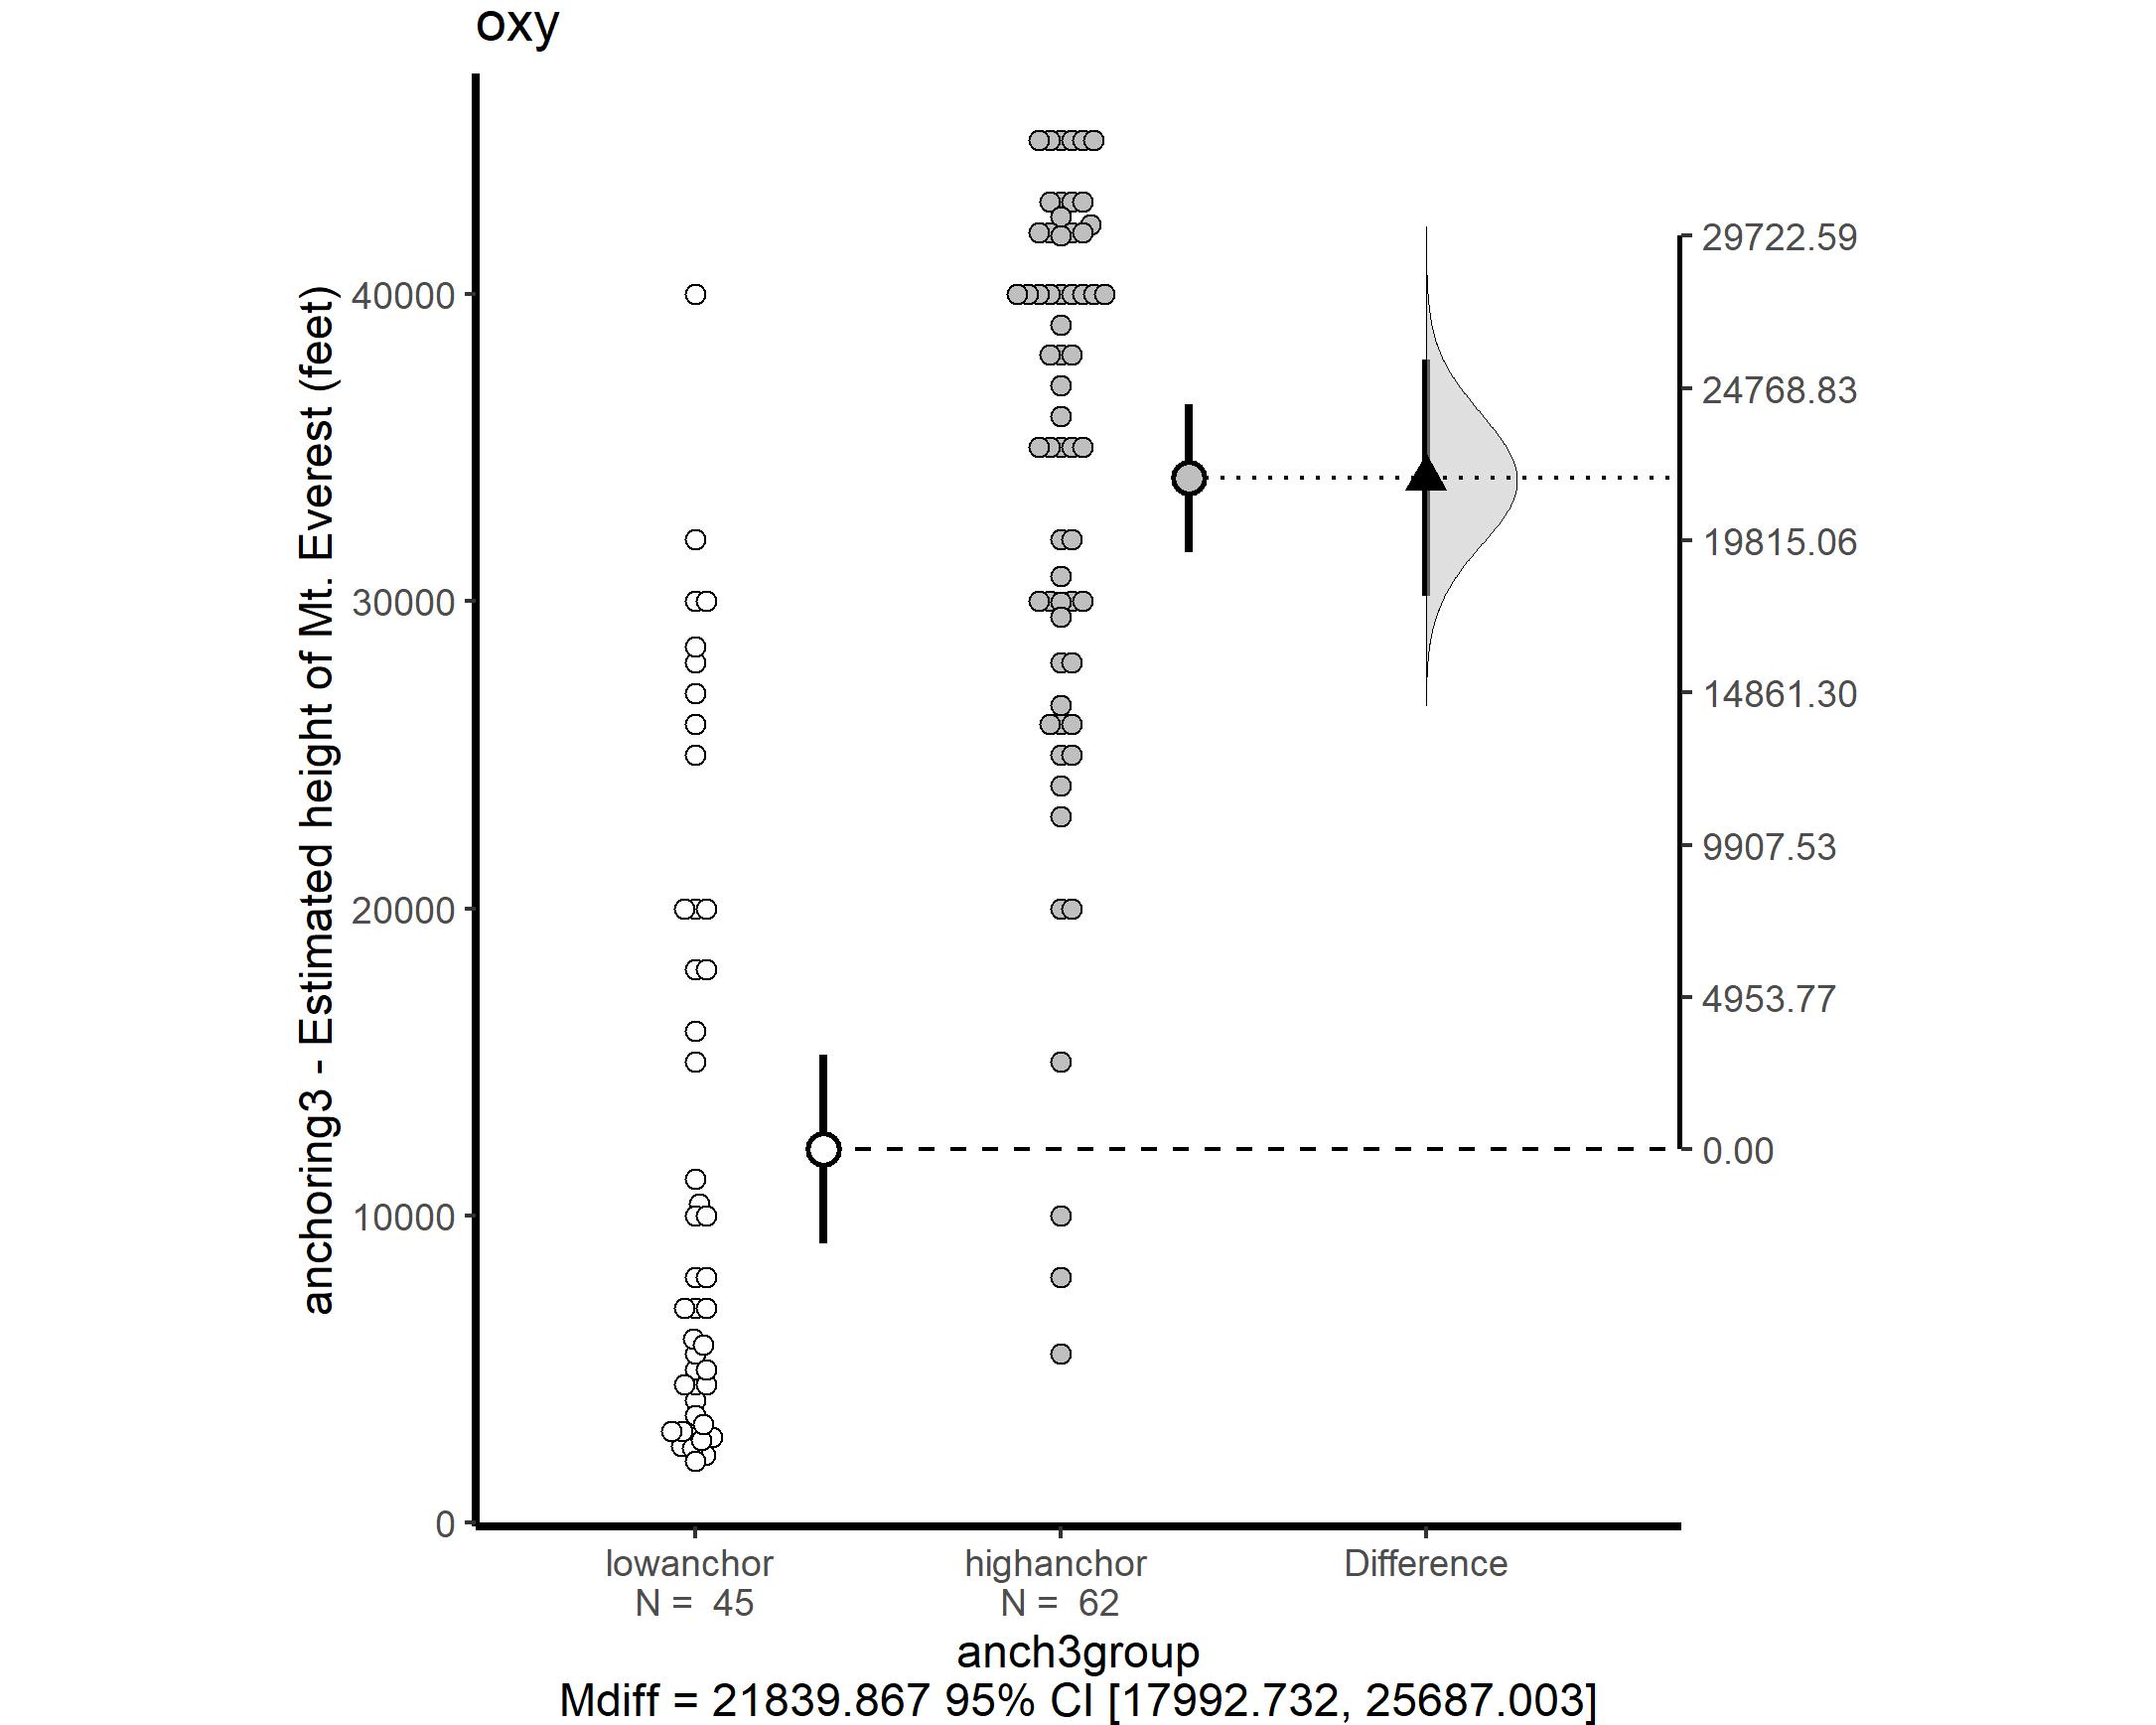 oxy
anchoring3 - Estimated height of Mt. Everest (feet)
40000
30000
20000
10000
0
29722.59
24768.83
19815.06
14861.30
9907.53
4953.77
0.00
lowanchor
N =  45
highanchor
N =  62
Difference
anch3group
Mdiff = 21839.867 95% CI [17992.732, 25687.003]